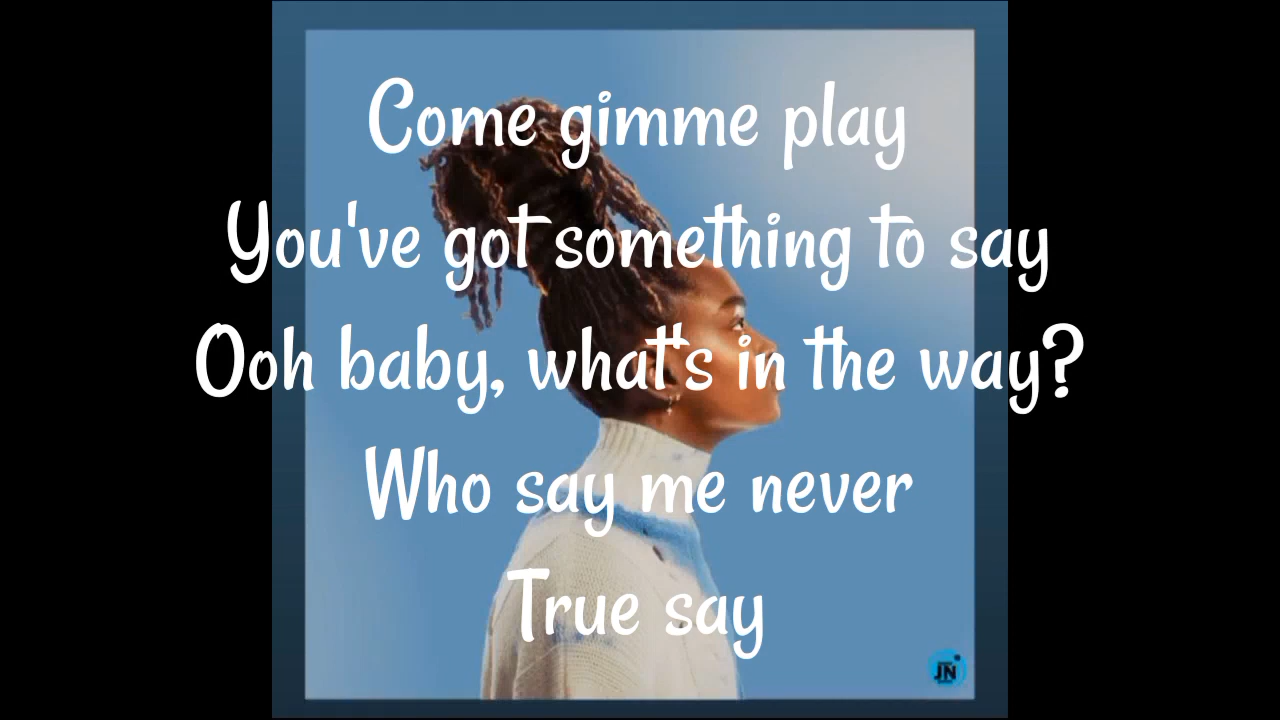 Come gimme play
You've got something to say
Ooh baby, what's in the way?
Who say me never
True say
JN